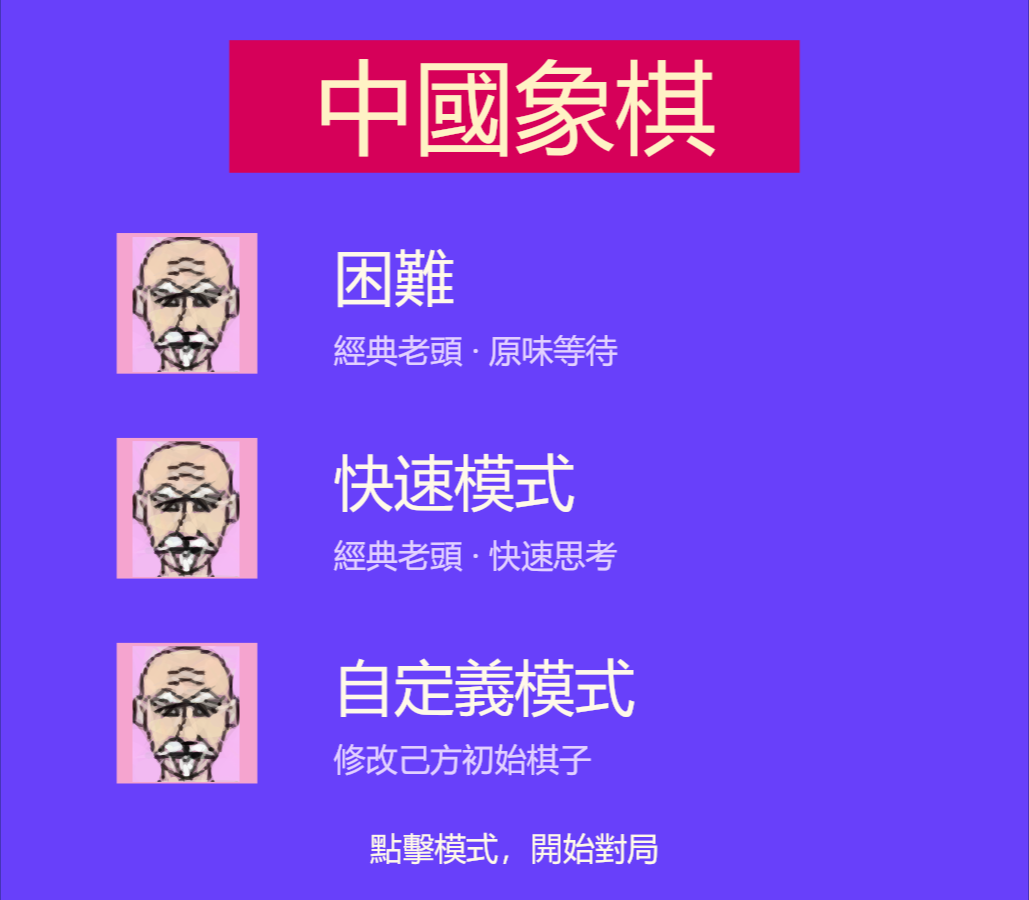 中國象棋
困難
經典老頭 · 原味等待
快速模式
經典老頭 · 快速思考
自定義模式
修改己方初始棋子
點擊模式，開始對局